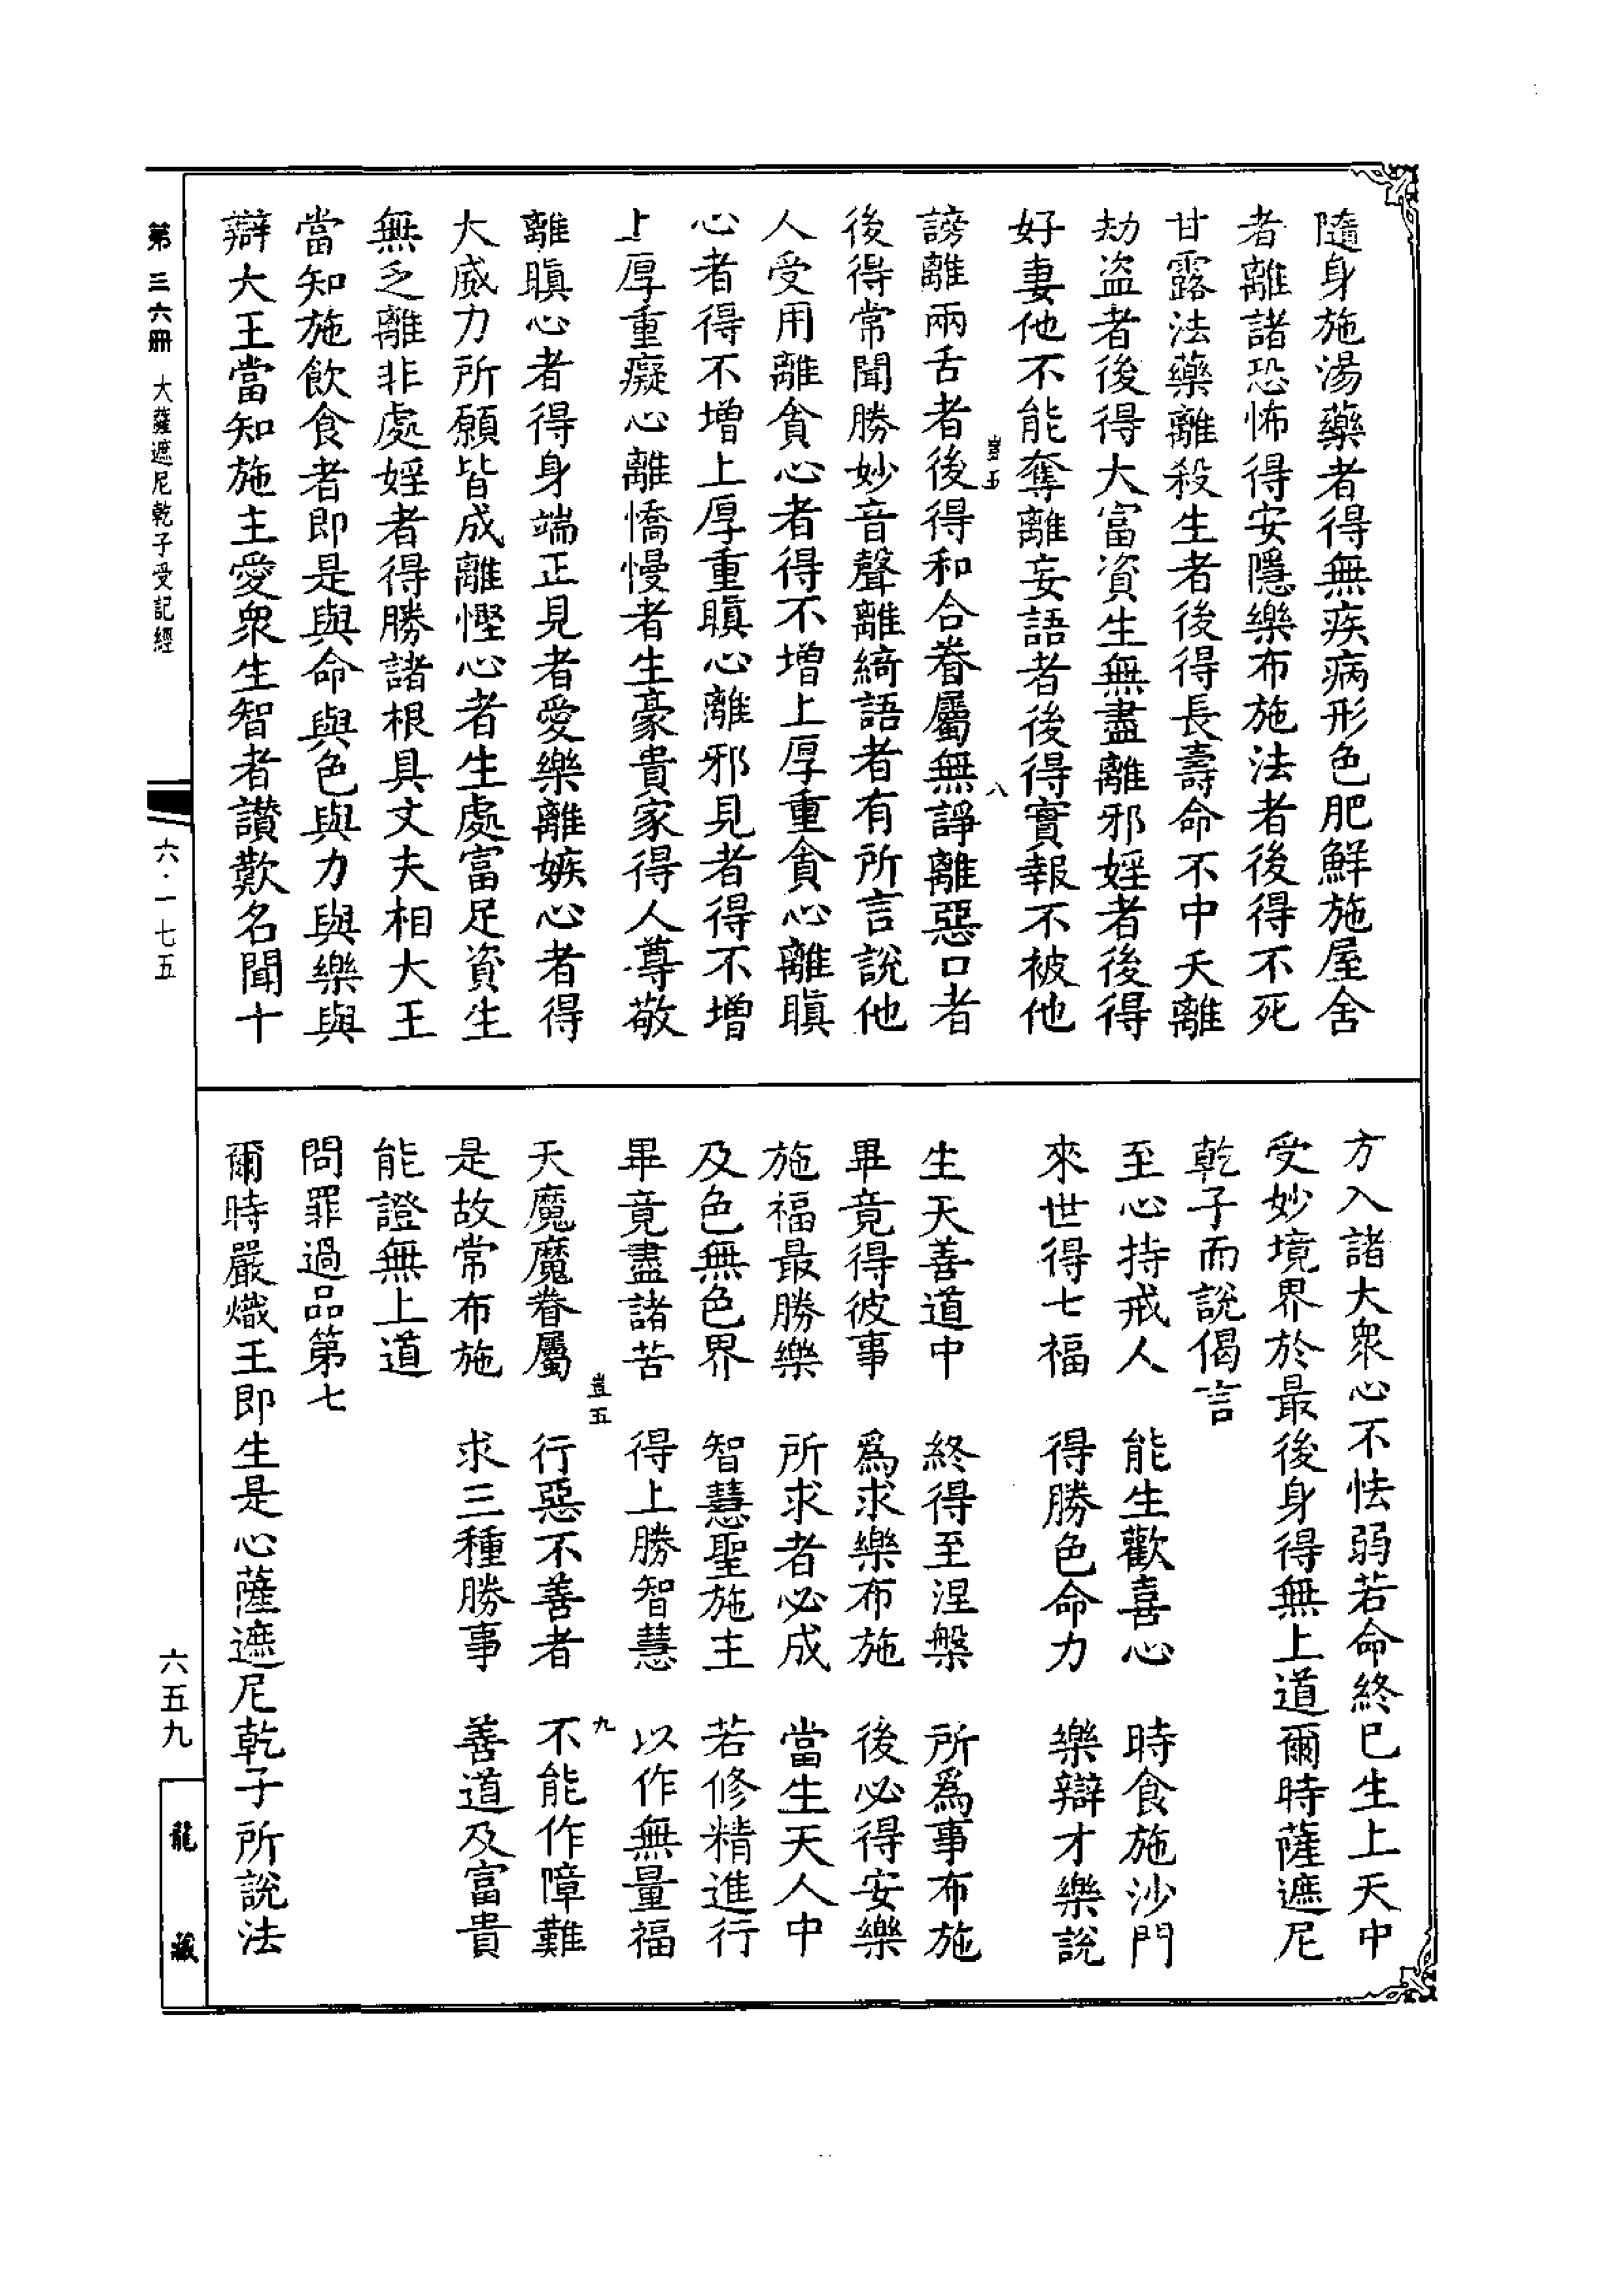 隨身施湯藥者得無疾病形色肥鮮施屋舍
者離諸恐怖得安隱樂布施法者後得不死
甘露法藥離殺生者後得長壽命不中夭離
劫盜者後得大富資生無盡離邪婬者後得
好妻他不能奪離妄語者後得實報不被他
豈五
八
謗離兩舌者後得和合眷屬無諍離惡口者
後得常聞勝妙音聲離綺語者有所言說他
人受用離貪心者得不增上厚重貪心離瞋
心者得不增上厚重瞋心離邪見者得不增
上厚重癡心離憍慢者生豪貴家得人尊敬
離瞋心者得身端正見者愛樂離嫉心者得
大威力所願皆成離慳心者生處富足資生
無乏離非處婬者得勝諸根具丈夫相大王
當知施飲食者即是與命與色與力與樂與
辯大王當知施主愛衆生智者讚歎名聞十
方入諸大衆心不怯弱若命終已生上天中
受妙境界於最後身得無上道爾時薩遮尼
乾子而說偈言
至心持戒人　能生歡喜心　時食施沙門
來世得七福　得勝色命力　樂辯才樂說
生天善道中　終得至涅槃　所爲事布施
畢竟得彼事　爲求樂布施　後必得安樂
施福最勝樂　所求者必成　當生天人中
及色無色界　智慧聖施主　若修精進行
畢竟盡諸苦　得上勝智慧　以作無量福
豈五
九
天魔魔眷屬　行惡不善者　不能作障難
是故常布施　求三種勝事　善道及富貴
能證無上道
問罪過品第七
爾時嚴熾王即生是心薩遮尼乾子所說法
第三六冊　大薩遮尼乾子受記經
六·一七五
六五九
龍藏